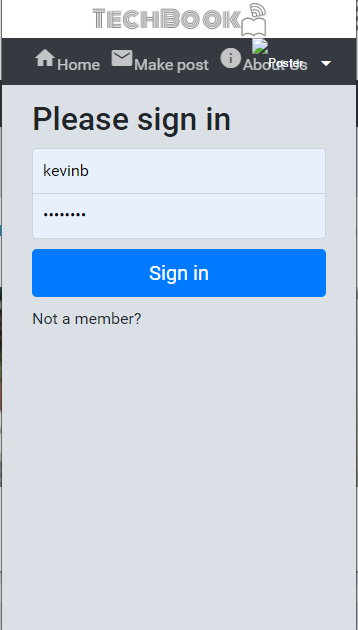 TECHBOOK
Home Make post About Us Poster
Please sign in
kevinb
••••••••
Sign in
Not a member?